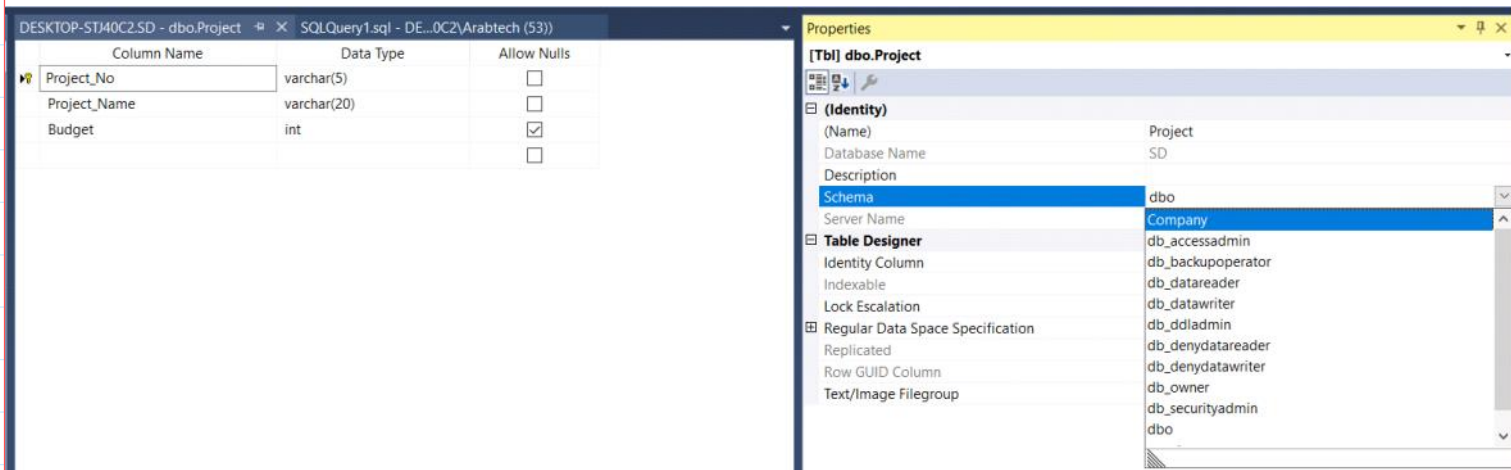 DESKTOP-STJ40C2.SD - dbo.Project SQLQuery1.sql - DE...0C2\Arabtech (53))
Column Name Data Type Allow Nulls
Project_No varchar(5)
Project_Name varchar(20)
Budget int
Properties
[Tbl] dbo.Project
(Identity)
(Name) Project
Database Name SD
Description
Schema dbo
Server Name
Table Designer
Identity Column
Indexable
Lock Escalation
Regular Data Space Specification
Replicated
Row GUID Column
Text/Image Filegroup
Company
db_accessadmin
db_backupoperator
db_datareader
db_datawriter
db_ddladmin
db_denydatareader
db_denydatawriter
db_owner
db_securityadmin
dbo